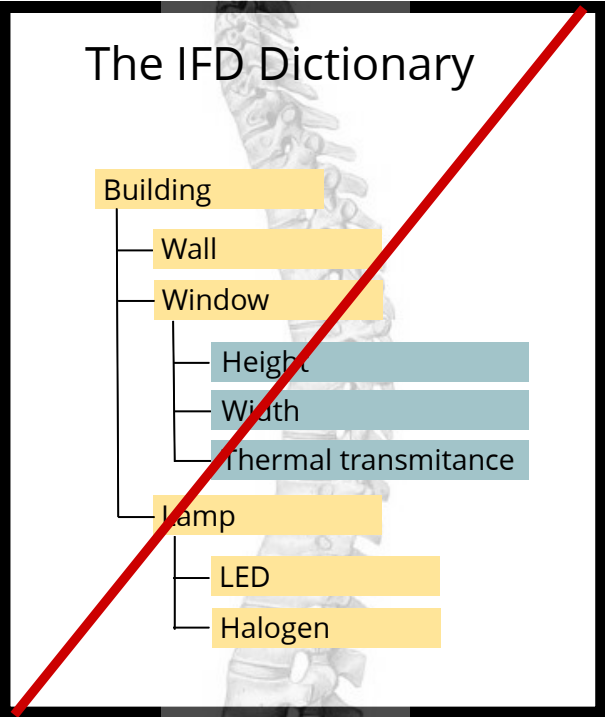 The IFD Dictionary
Building
Wall
Window
Height
Width
Thermal transmitance
Lamp
LED
Halogen